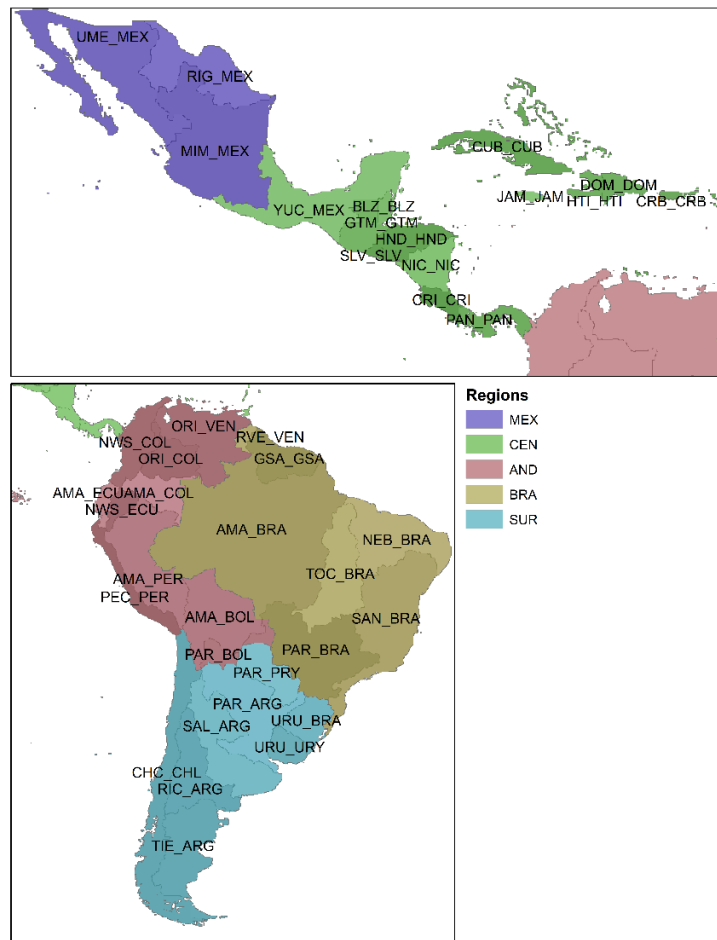 UME_MEX
RIG_MEX
MIM_MEX
CUB_CUB
DOM_DOM
JAM_JAM
HTI_HTI
CRB_CRB
YUC_MEX
BLZ_BLZ
GTM_GTM
HND_HND
SLV_SLV
NIC_NIC
CRI_CRI
PAN_PAN
ORI_VEN
NWS_COL
RVE_VEN
ORI_COL
GSA_GSA
AMA_ECUAMA_COL
NWS_ECU
AMA_BRA
NEB_BRA
AMA_PER
TOC_BRA
PEC_PER
AMA_BOL
SAN_BRA
PAR_BOL
PAR_BRA
PAR_PRY
PAR_ARG
SAL_ARG
URU_BRA
URU_URY
CHC_CHL
RIC_ARG
TIE_ARG
Regions
MEX
CEN
AND
BRA
SUR